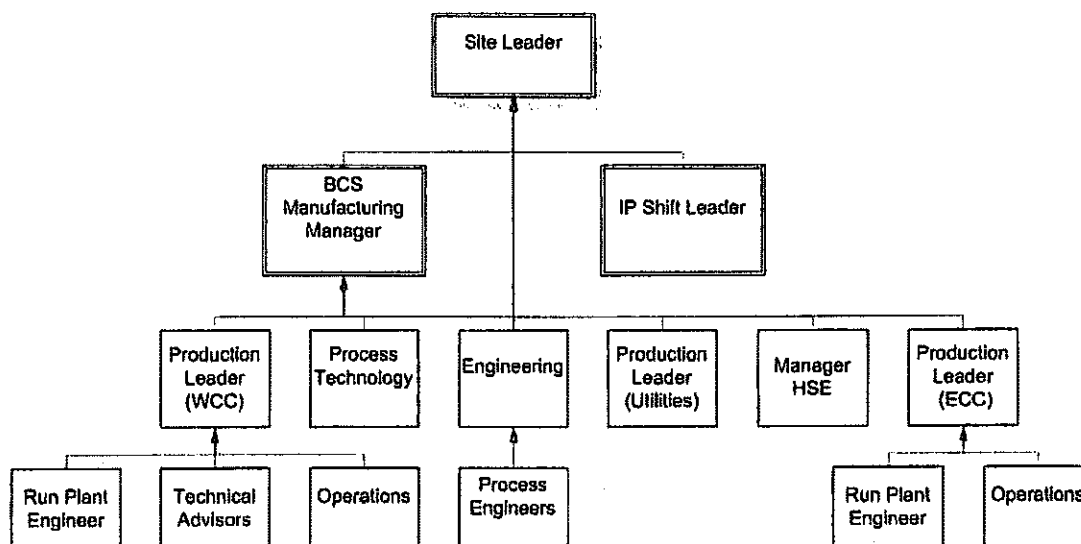 Site Leader
BCS
Manufacturing
Manager
IP Shift Leader
Production
Leader
(WCC)
Process
Technology
Engineering
Production
Leader
(Utilities)
Manager
HSE
Production
Leader
(ECC)
Run Plant
Engineer
Technical
Advisors
Operations
Process
Engineers
Run Plant
Engineer
Operations